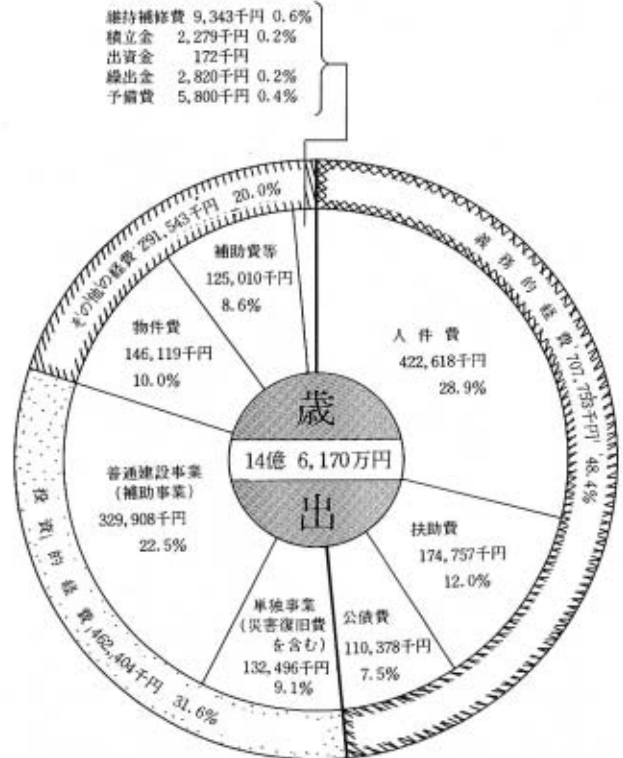 維持補修費 9,343千円 0.6%
積立金 2,279千円 0.2%
出資金 172千円
繰出金 2,820千円 0.2%
予備費 5,800千円 0.4%
その他の経費 291,543千円 20.0%
義務的経費 707,753千円 48.4%
補助費等
125,010千円
8.6%
人件費
422,618千円
28.9%
物件費
146,119千円
10.0%
歳
14億 6,170万円
出
普通建設事業
(補助事業)
329,908千円
22.5%
扶助費
174,757千円
12.0%
単独事業
(災害復旧費
を含む)
132,496千円
9.1%
公債費
110,378千円
7.5%
投資的経費 462,404千円 31.6%